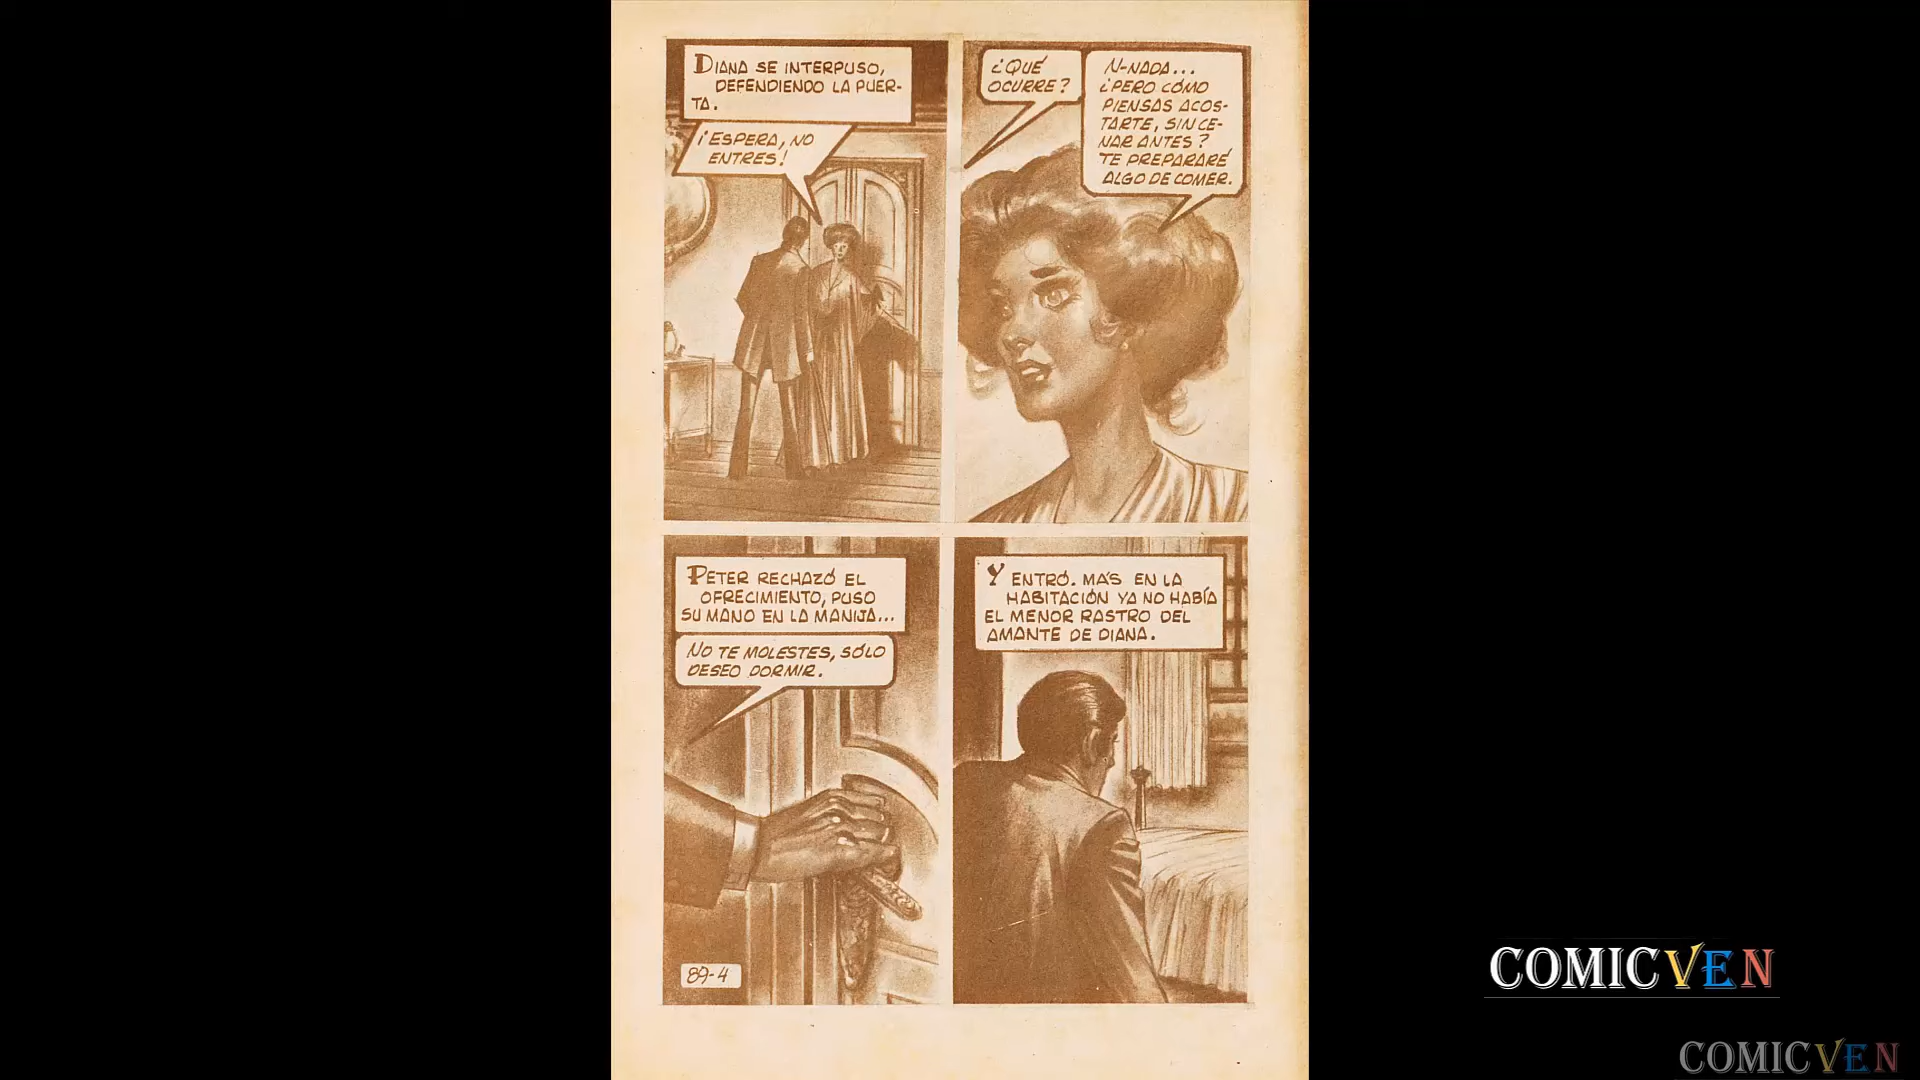 DIANA SE INTERPUSO,
DEFENDIENDO LA PUER-
TA.
¡ESPERA, NO
ENTRES!
¿QUÉ
OCURRE?
N-NADA...
¿PERO CÓMO
PIENSAS ACOS-
TARTE, SIN CE-
NAR ANTES?
TE PREPARARÉ
ALGO DE COMER.
PETER RECHAZÓ EL
OFRECIMIENTO, PUSO
SU MANO EN LA MANIJA...
NO TE MOLESTES, SÓLO
DESEO DORMIR.
89-4
Y ENTRÓ. MÁS EN LA
HABITACIÓN YA NO HABÍA
EL MENOR RASTRO DEL
AMANTE DE DIANA.
COMICVEN
COMICVEN